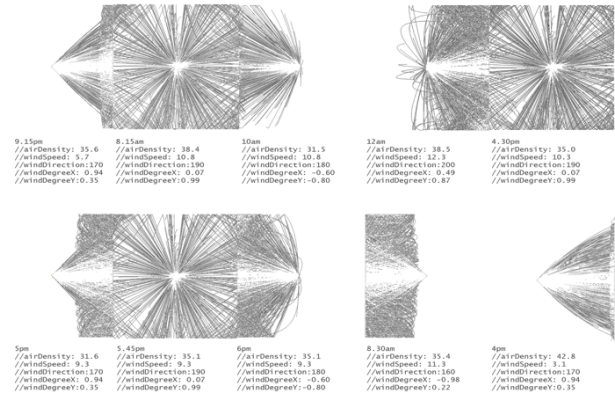 9.15pm
//airDensity: 35.6
//windSpeed: 5.7
//windDirection:170
//windDegreeX: 0.94
//windDegreeY:0.35
8.15am
//airDensity: 38.4
//windSpeed: 10.8
//windDirection:190
//windDegreeX: 0.07
//windDegreeY:0.99
10am
//airDensity: 31.5
//windSpeed: 10.8
//windDirection:180
//windDegreeX: -0.60
//windDegreeY:-0.80
12am
//airDensity: 38.5
//windSpeed: 12.3
//windDirection:200
//windDegreeX: 0.49
//windDegreeY:0.87
4.30pm
//airDensity: 35.0
//windSpeed: 10.3
//windDirection:190
//windDegreeX: 0.07
//windDegreeY:0.99
5pm
//airDensity: 31.6
//windSpeed: 9.3
//windDirection:170
//windDegreeX: 0.94
//windDegreeY:0.35
5.45pm
//airDensity: 35.1
//windSpeed: 9.3
//windDirection:190
//windDegreeX: 0.07
//windDegreeY:0.99
6pm
//airDensity: 35.1
//windSpeed: 9.3
//windDirection:180
//windDegreeX: -0.60
//windDegreeY:-0.80
8.30am
//airDensity: 35.4
//windSpeed: 11.3
//windDirection:160
//windDegreeX: -0.98
//windDegreeY:0.22
4pm
//airDensity: 42.8
//windSpeed: 3.1
//windDirection:170
//windDegreeX: 0.94
//windDegreeY:0.35